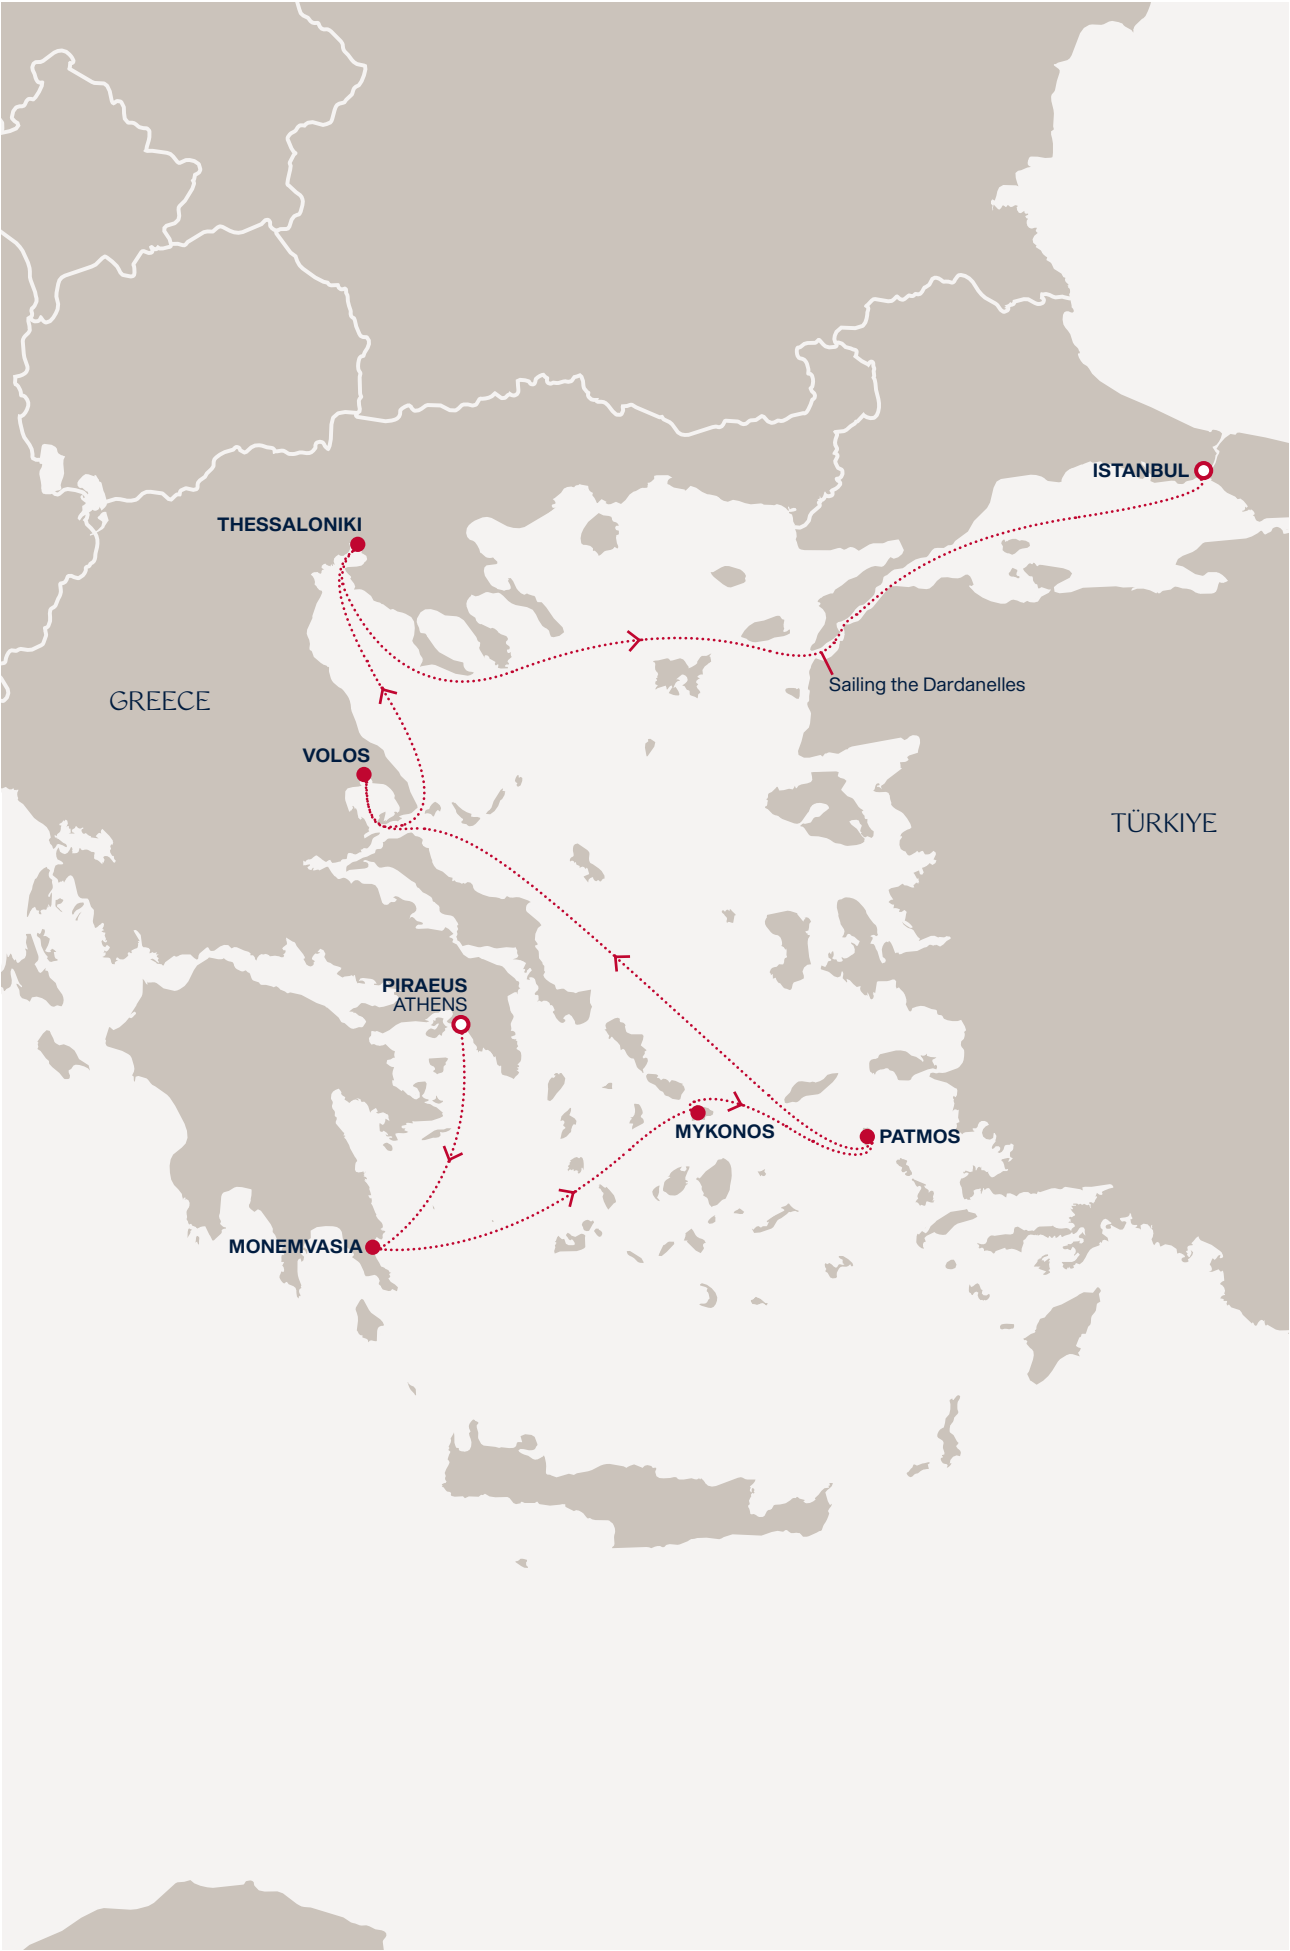 ISTANBUL
THESSALONIKI
Sailing the Dardanelles
GREECE
VOLOS
TÜRKIYE
PIRAEUS
ATHENS
MYKONOS
PATMOS
MONEMVASIA